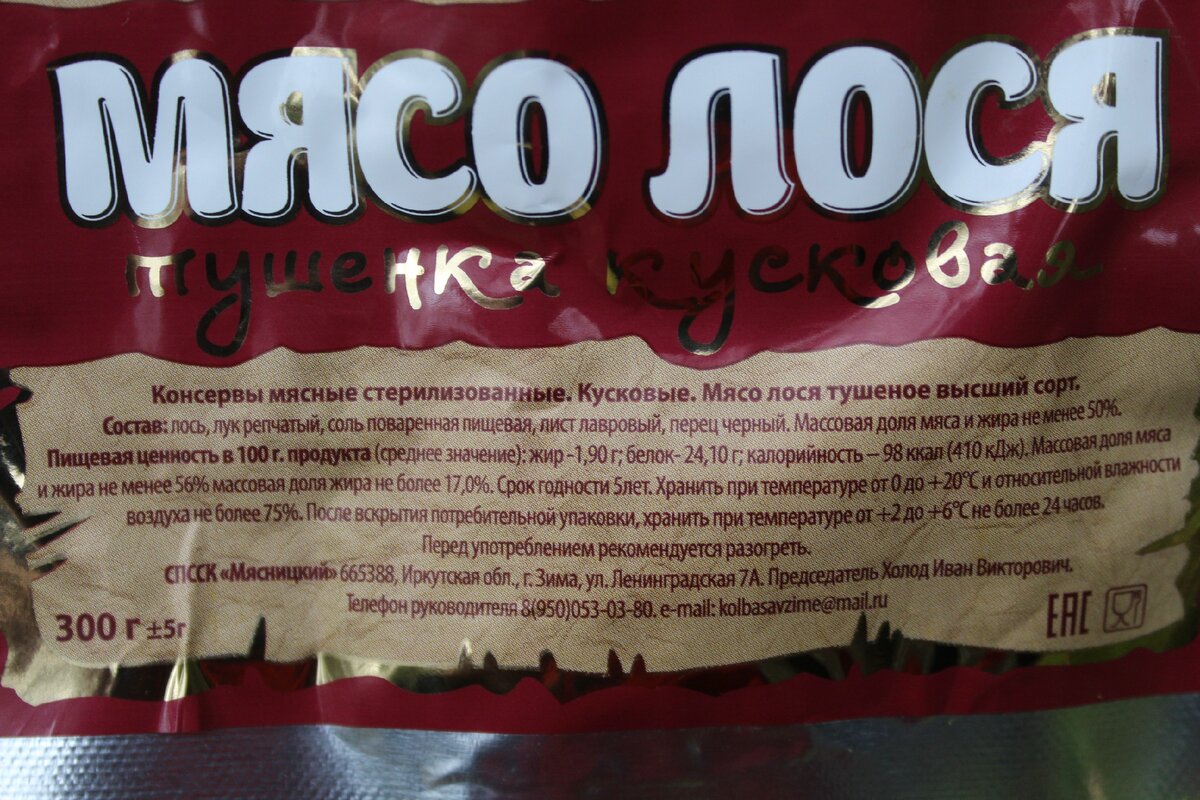 МЯСО ЛОСЯ
тушенка кусковая
Консервы мясные стерилизованные. Кусковые. Мясо лося тушеное высший сорт.
Состав: лось, лук репчатый, соль поваренная пищевая, лист лавровый, перец черный. Массовая доля мяса и жира не менее 50%.
Пищевая ценность в 100 г. продукта (среднее значение): жир -1,90 г; белок- 24,10 г; калорийность – 98 ккал (410 кДж). Массовая доля мяса
и жира не менее 56% массовая доля жира не более 17,0%. Срок годности 5лет. Хранить при температуре от 0 до +20°С и относительной влажности
воздуха не более 75%. После вскрытия потребительной упаковки, хранить при температуре от +2 до +6°С не более 24 часов.
Перед употреблением рекомендуется разогреть.
СПССК «Мясницкий» 665388, Иркутская обл., г. Зима, ул. Ленинградская 7А. Председатель Холод Иван Викторович.
Телефон руководителя 8(950)053-03-80. e-mail: kolbasavzime@mail.ru
300 г ±5г
EAC